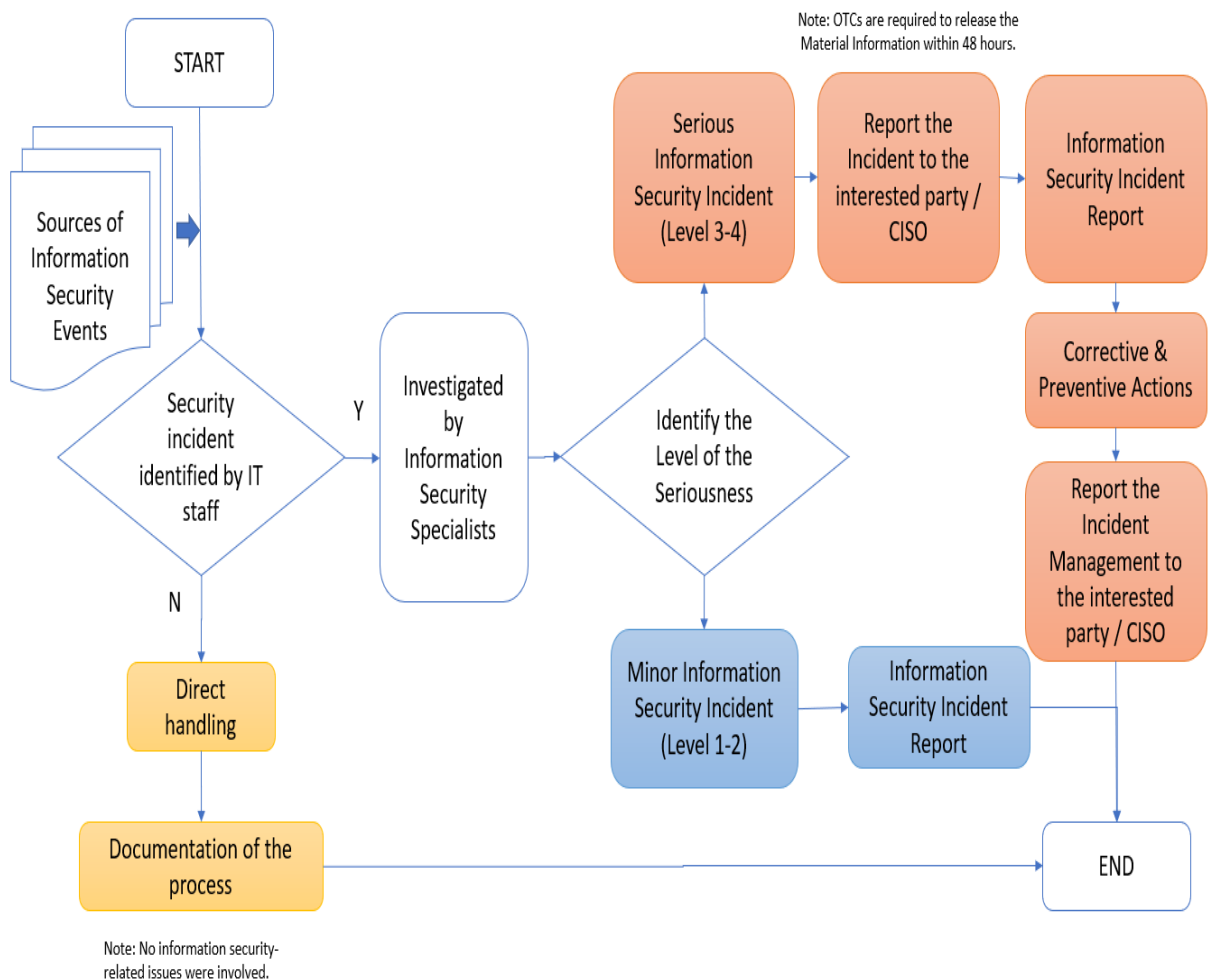 Note: OTCs are required to release the
Material Information within 48 hours.
START
Sources of
Information
Security
Events
Security
incident
identified by IT
staff
Y
N
Investigated
by
Information
Security
Specialists
Identify the
Level of the
Seriousness
Serious
Information
Security Incident
(Level 3-4)
Report the
Incident to the
interested party /
CISO
Information
Security Incident
Report
Corrective &
Preventive Actions
Report the
Incident
Management to
the interested
party / CISO
Minor Information
Security Incident
(Level 1-2)
Information
Security Incident
Report
Direct
handling
Documentation of the
process
END
Note: No information security-
related issues were involved.